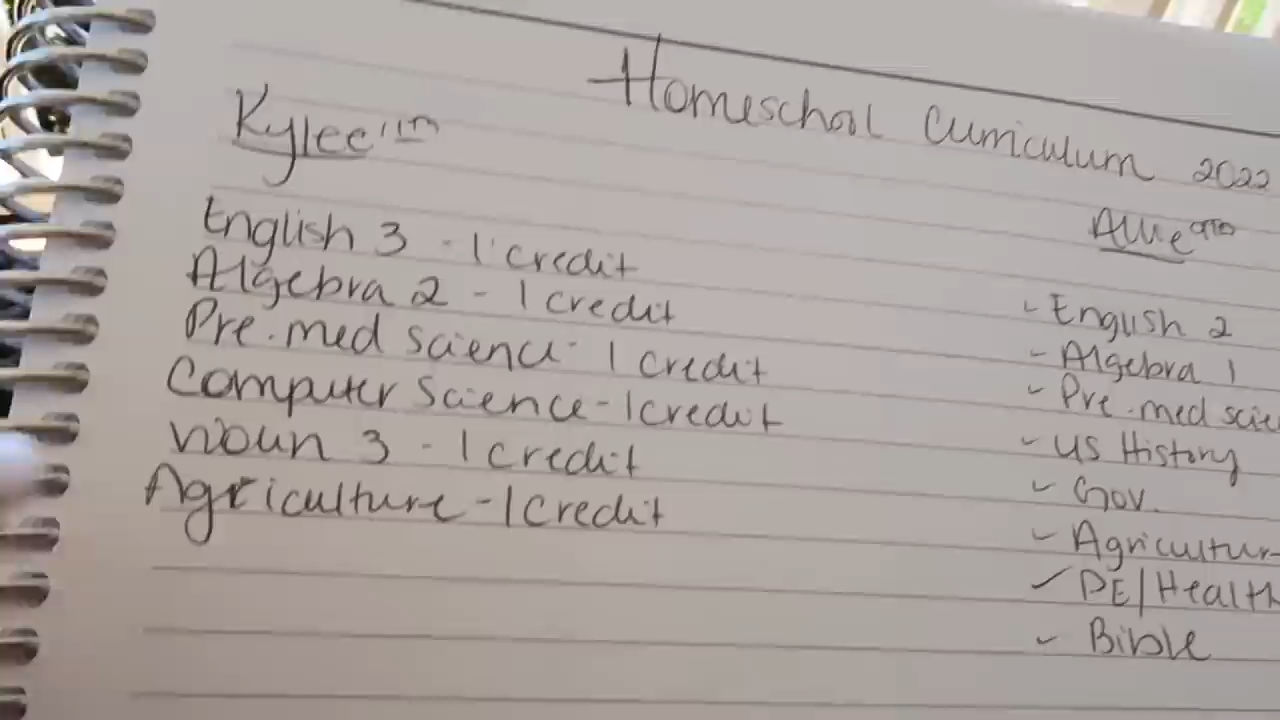 Homeschool Curriculum 2022
Kylee 11th
English 3 - 1 credit
Algebra 2 - 1 credit
Pre.med science - 1 credit
Computer Science - 1 credit
3 - 1 credit
Agriculture - 1 credit
Allie 9th
- English 2
- Algebra 1
- Pre.med scie
- US History
- Gov.
- Agricultur
- PE/Health
- Bible